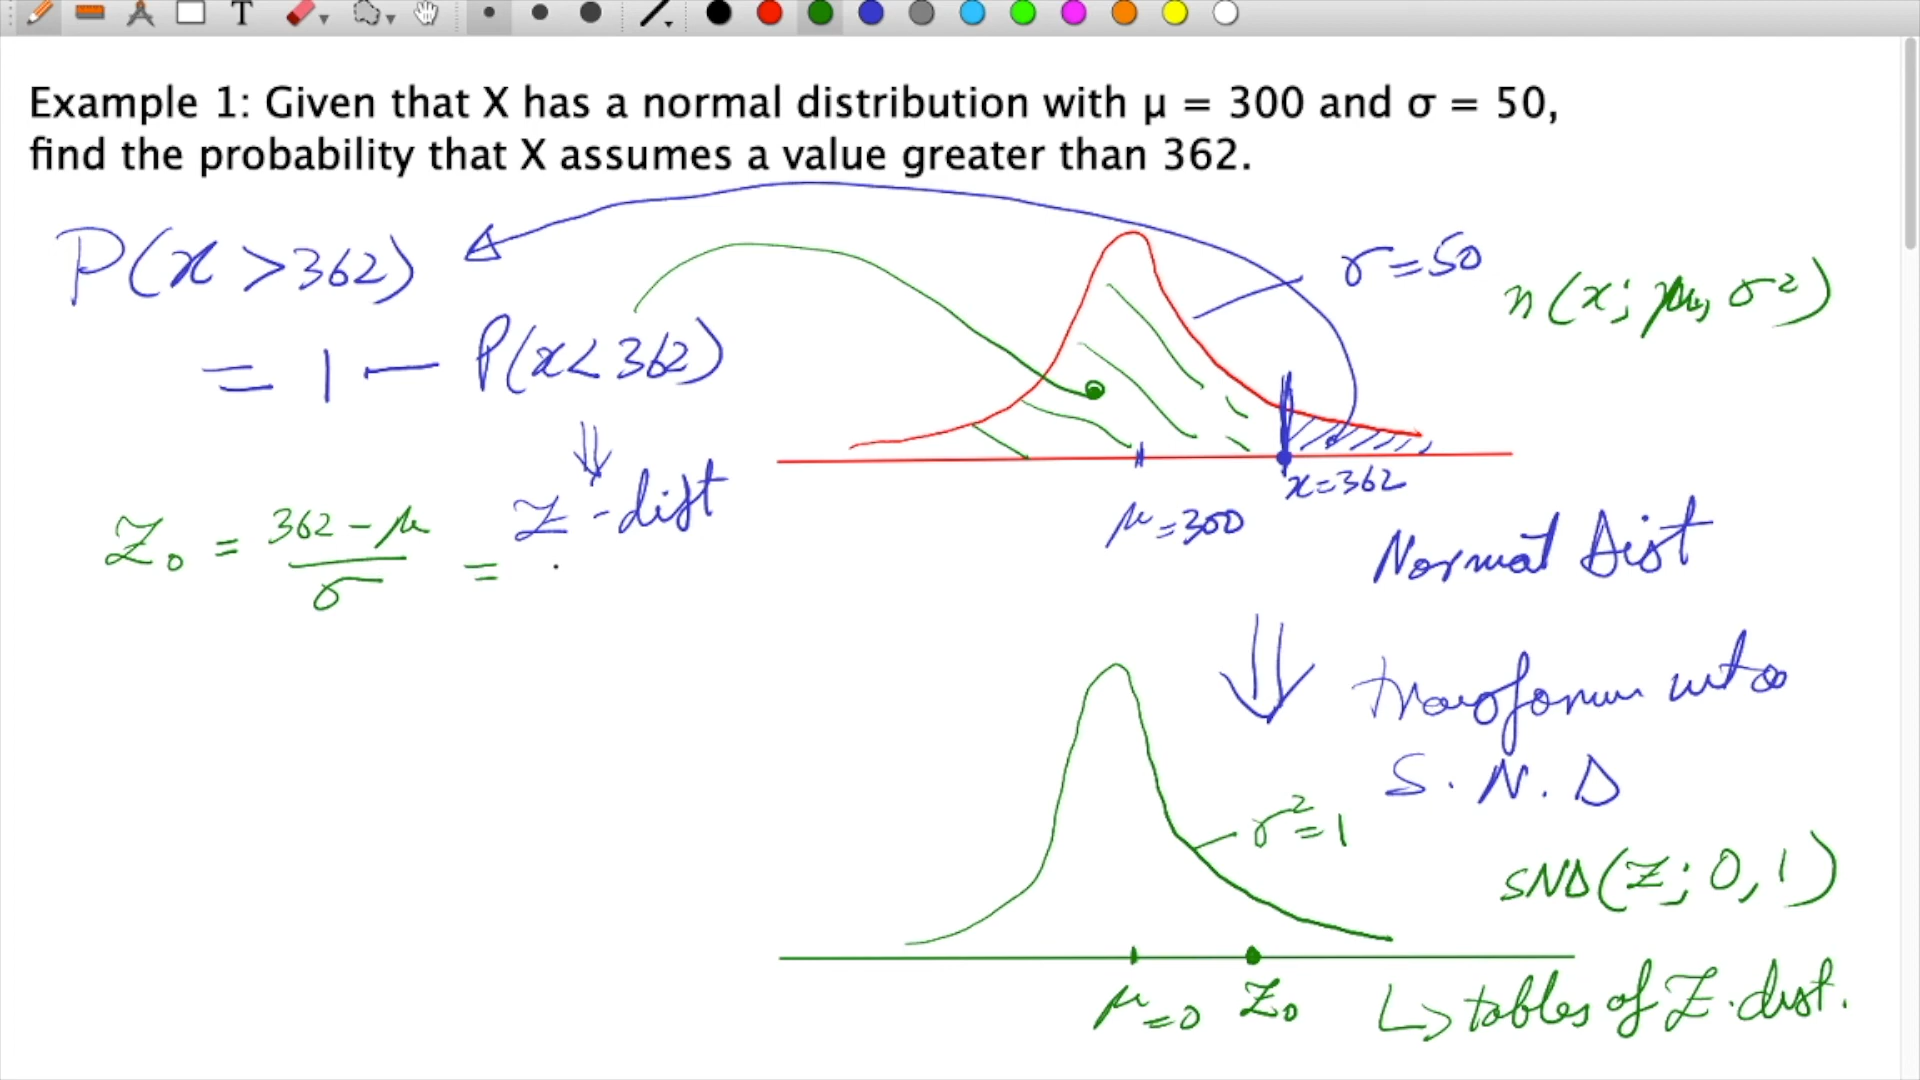 T
Example 1: Given that X has a normal distribution with μ = 300 and σ = 50,
find the probability that X assumes a value greater than 362.
P(x > 362)
= 1 − P(x < 362)
Z - dist
Z₀ = (362 − μ)/σ =
σ = 50
n(x; μ, σ²)
x = 362
μ = 300
Normal Dist
Transform into
S. N. D
σ² = 1
SND(Z; 0, 1)
μ = 0
Z₀
↳ tables of Z. dist.